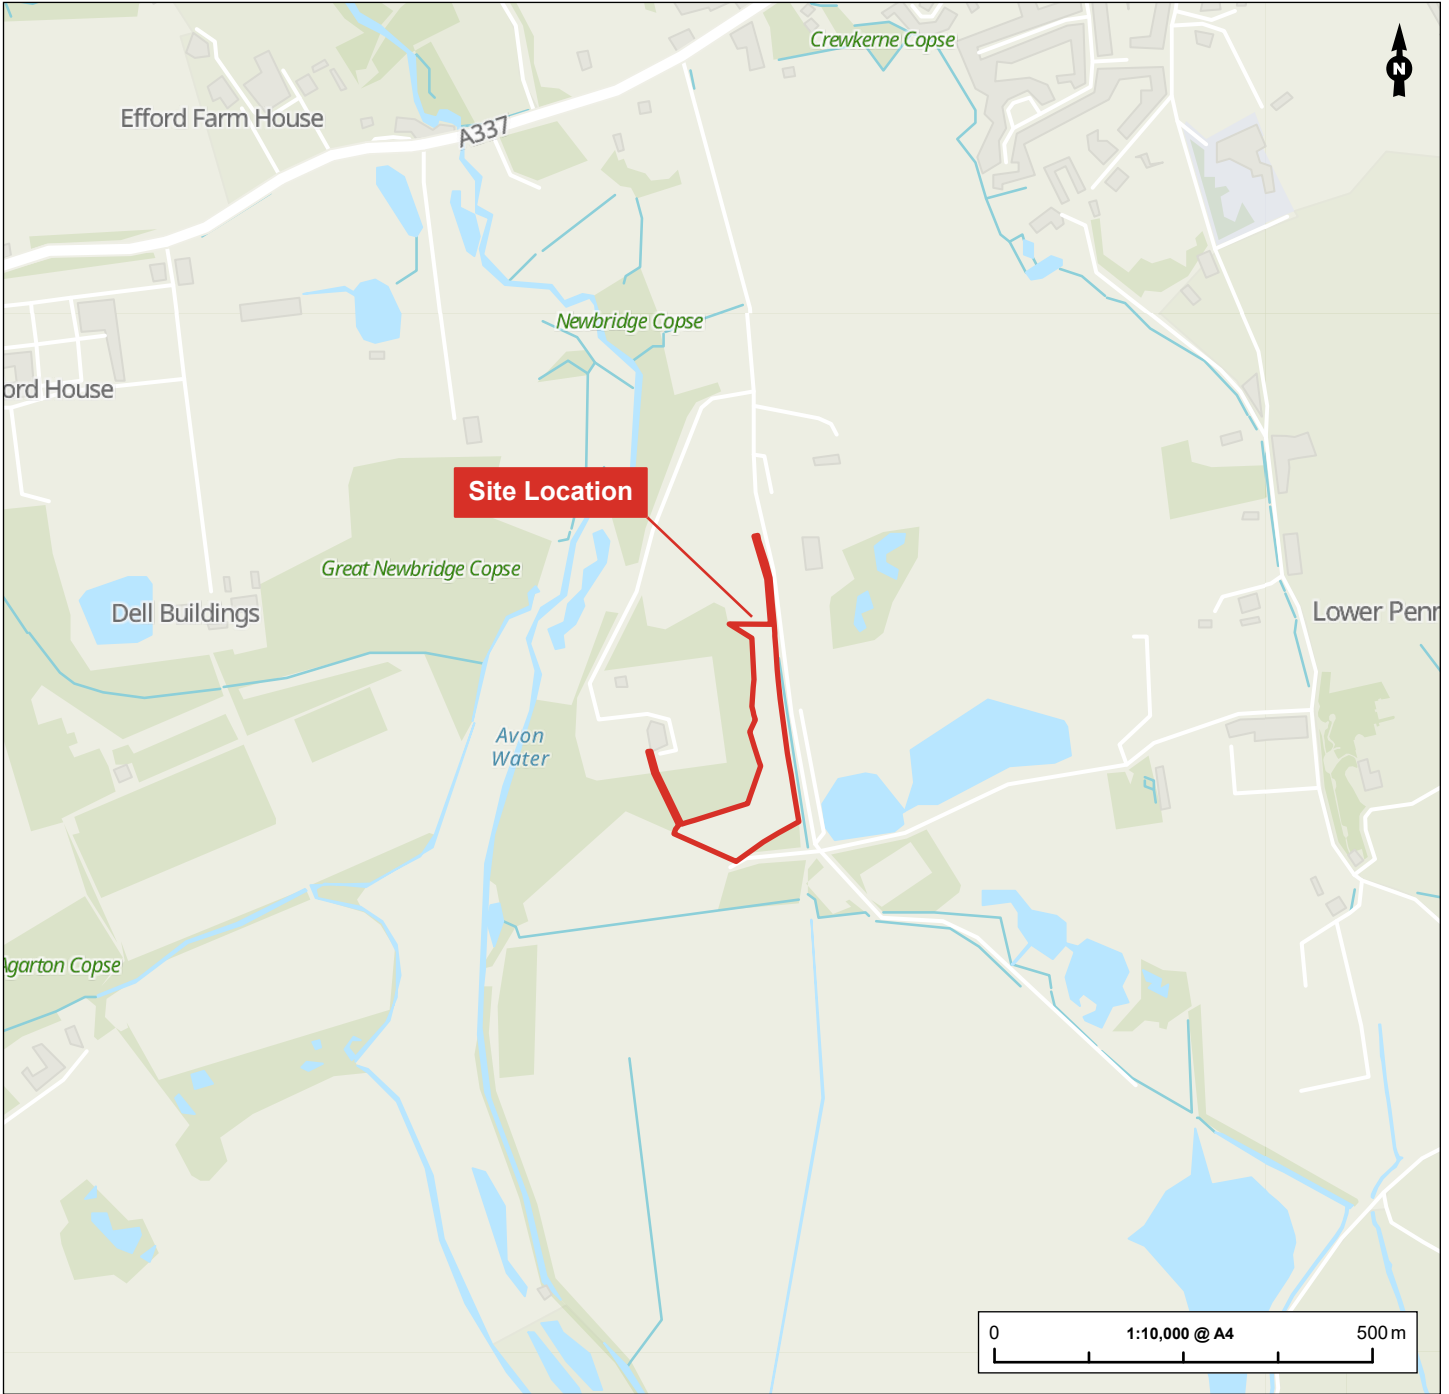 Crewkerne Copse
N
Efford Farm House
A337
Newbridge Copse
ord House
Site Location
Great Newbridge Copse
Dell Buildings
Lower Penn
Avon
Water
Agarton Copse
0 1:10,000 @ A4 500 m